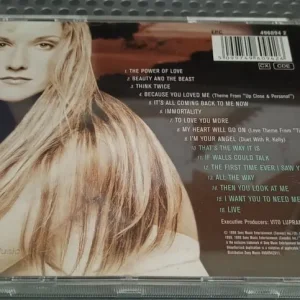 EPC 496094 2
1. THE POWER OF LOVE
2. BEAUTY AND THE BEAST
3. THINK TWICE
4. BECAUSE YOU LOVED ME (Theme From "Up Close & Personal")
5. IT'S ALL COMING BACK TO ME NOW
6. IMMORTALITY
7. TO LOVE YOU MORE
8. MY HEART WILL GO ON (Love Theme From
9. I'M YOUR ANGEL (Duet With R. Kelly)
10. THAT'S THE WAY IT IS
11. IF WALLS COULD TALK
12. THE FIRST TIME EVER I SAW
13. ALL THE WAY
14. THEN YOU LOOK AT ME
15. I WANT YOU TO NEED ME
16. LIVE
Executive Producers: VITO LUPRANO